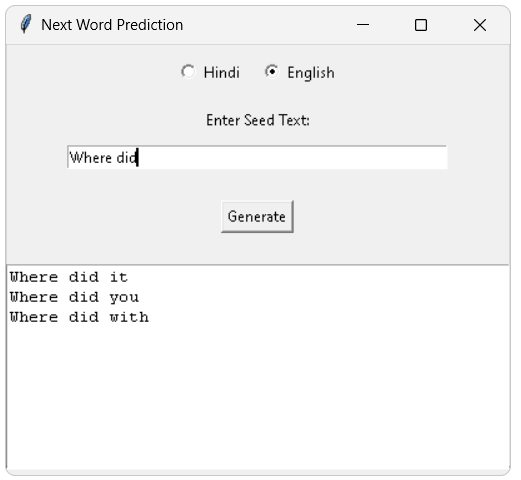 Next Word Prediction
Hindi English
Enter Seed Text:
Where did
Generate
Where did it
Where did you
Where did with